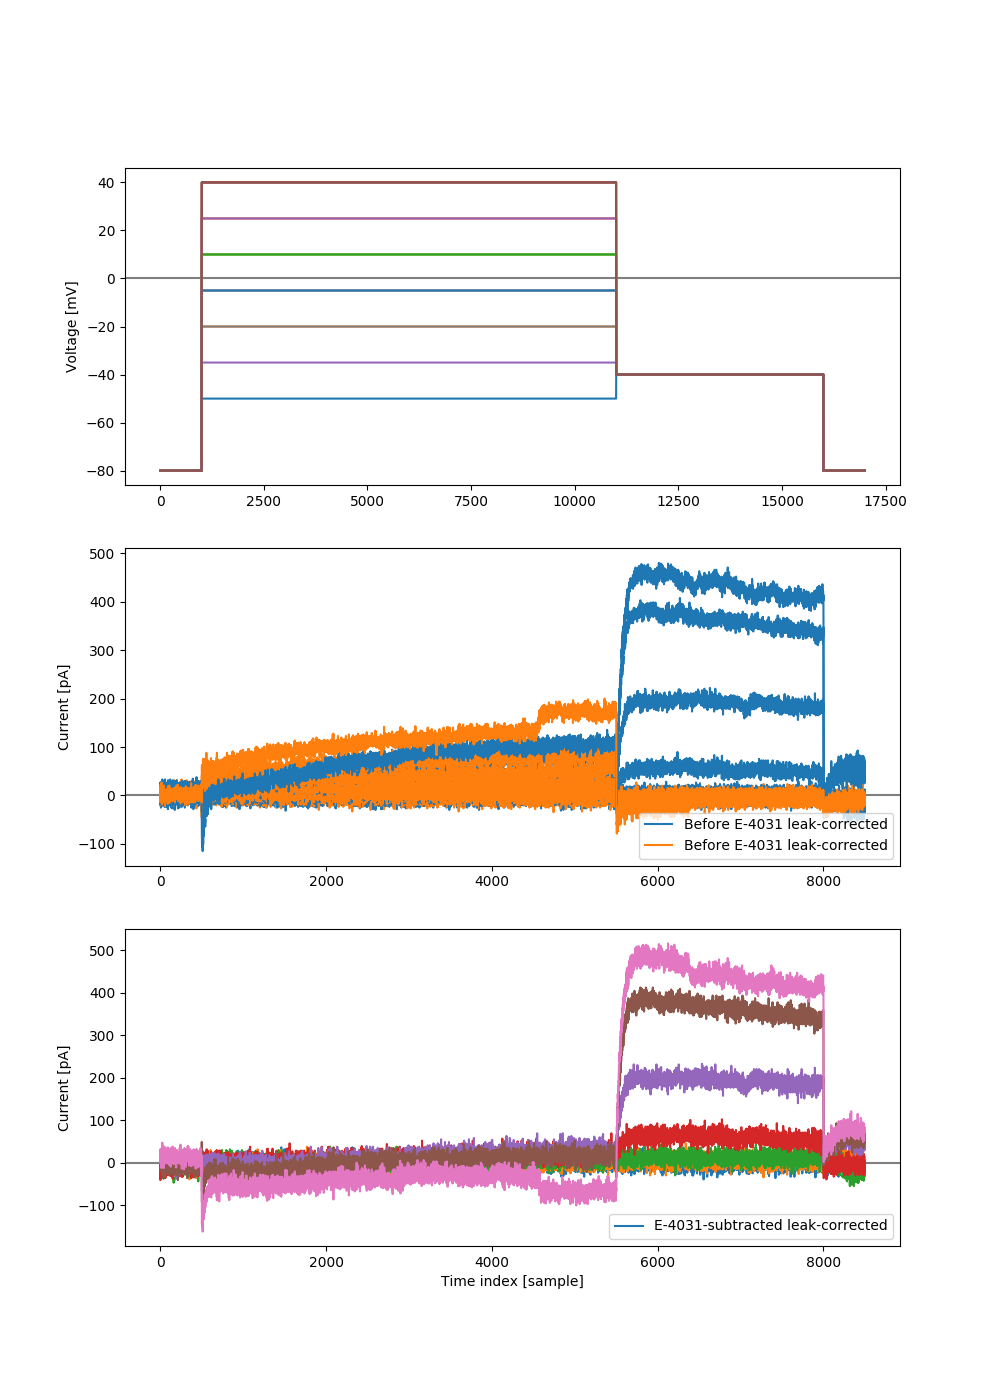 40
20
0
−20
−40
−60
−80
Voltage [mV]
0 2500 5000 7500 10000 12500 15000 17500
500
400
300
200
100
0
−100
Current [pA]
Before E-4031 leak-corrected
Before E-4031 leak-corrected
0 2000 4000 6000 8000
500
400
300
200
100
0
−100
Current [pA]
E-4031-subtracted leak-corrected
0 2000 4000 6000 8000
Time index [sample]